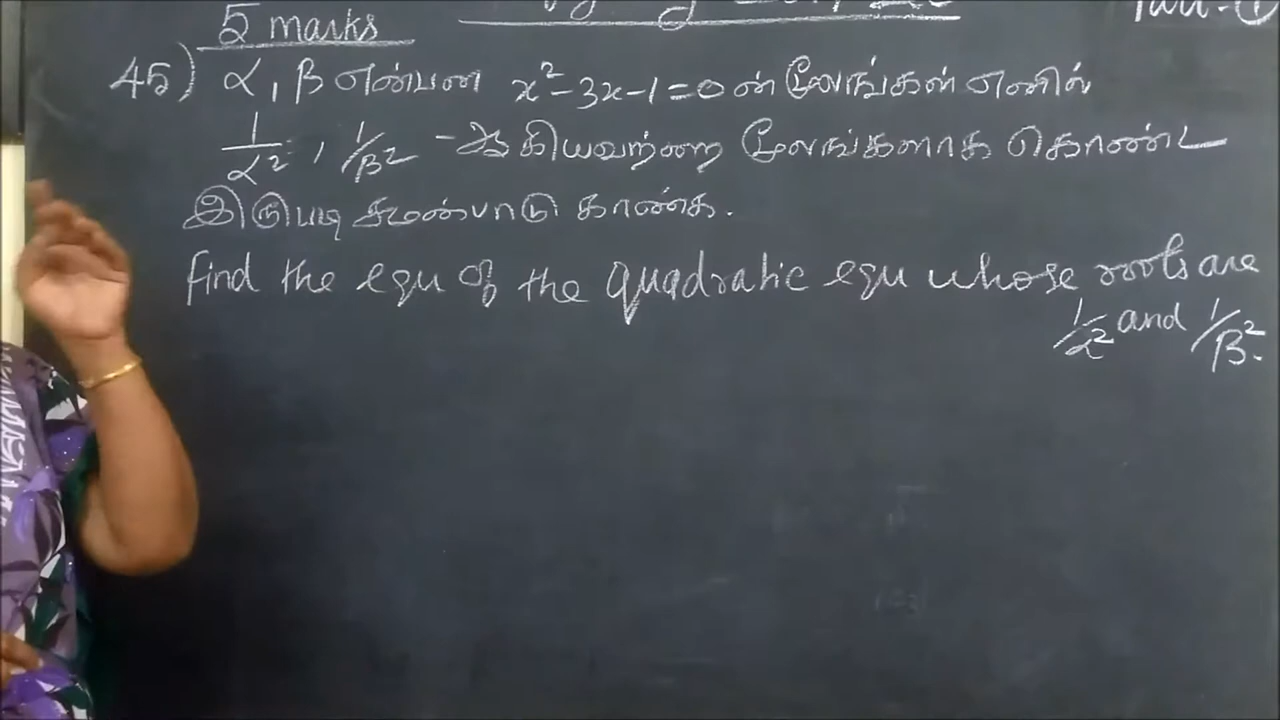 5 marks
45) α, β என்பன x² - 3x - 1 = 0 ன் மூலங்கள் எனில்
1/α², 1/β² -ஆகியவற்றை மூலங்களாக கொண்ட
இருபடி சமன்பாடு காண்க.
find the equ of the quadratic equ whose roots are
1/α² and 1/β².